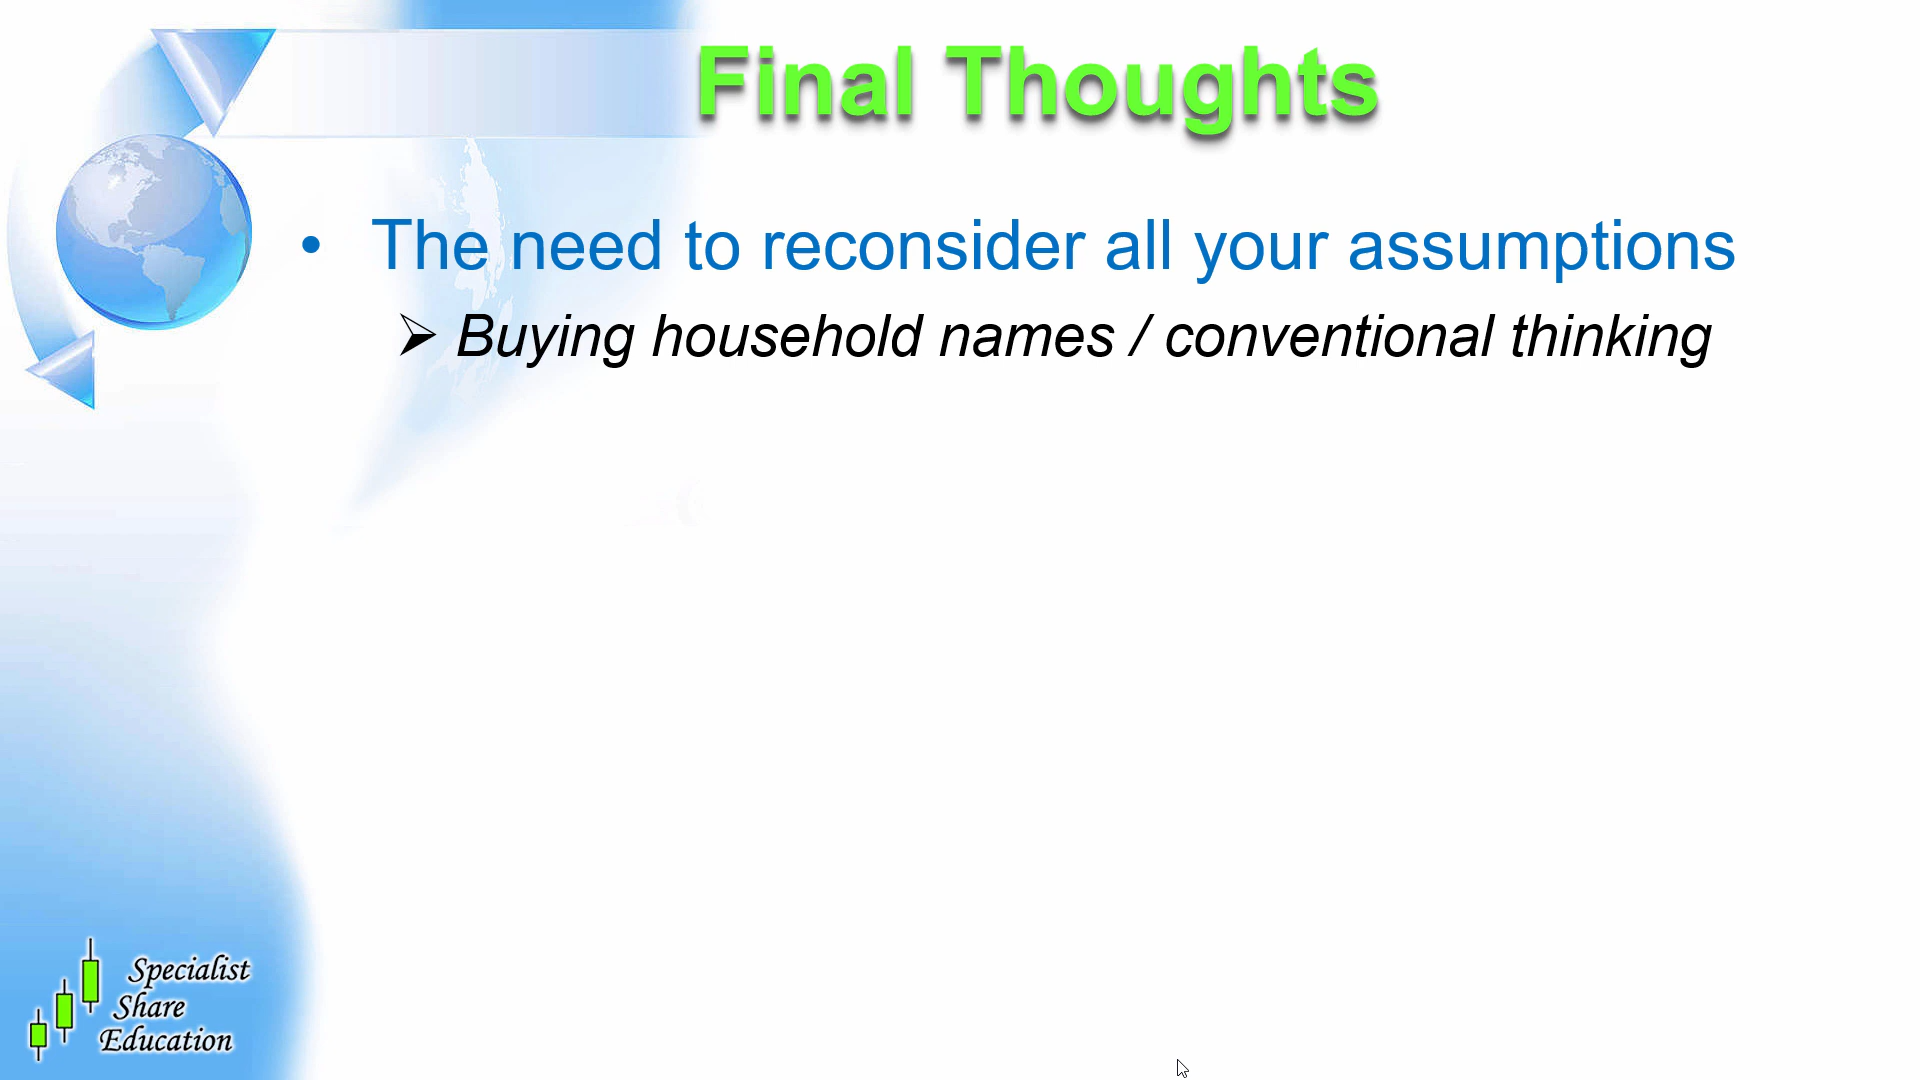 Final Thoughts
• The need to reconsider all your assumptions
➢ Buying household names / conventional thinking
Specialist
Share
Education